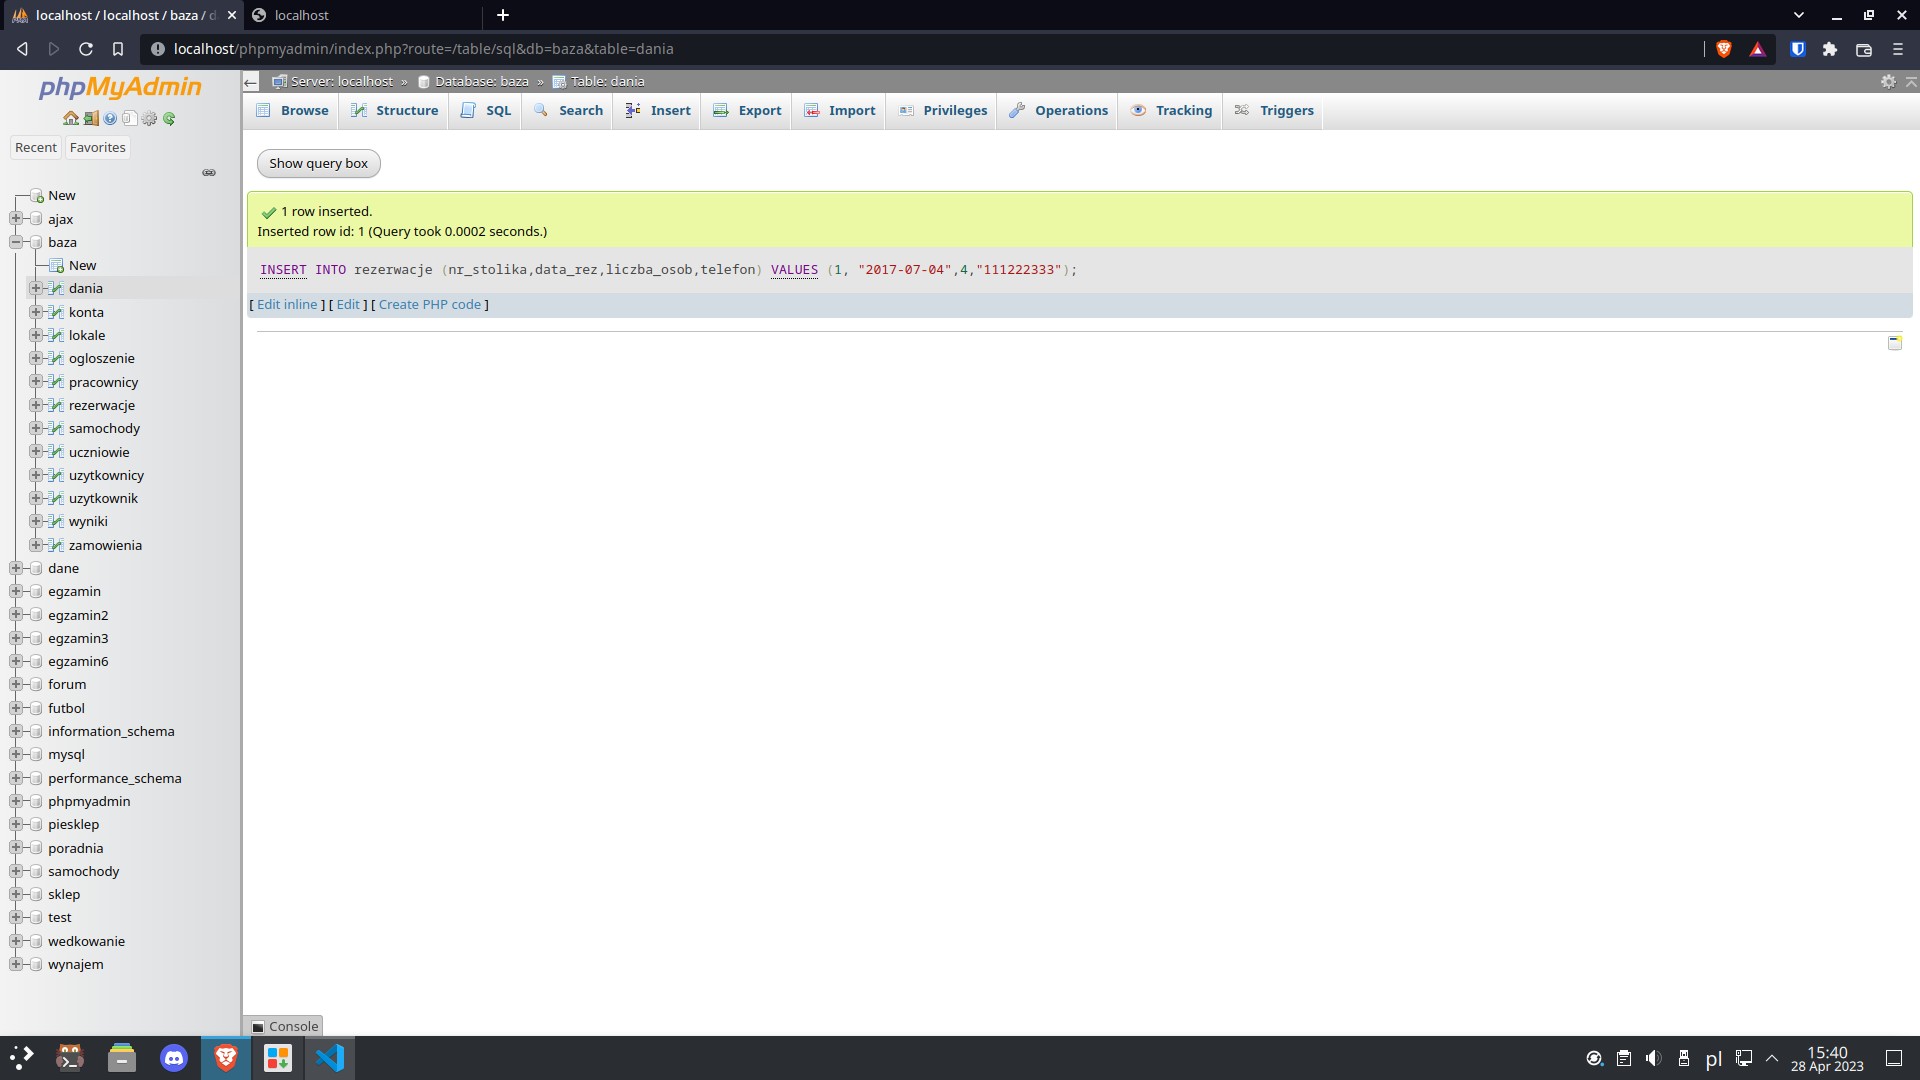 localhost / localhost / baza / d
localhost
localhost/phpmyadmin/index.php?route=/table/sql&db=baza&table=dania
phpMyAdmin
Recent
Favorites
New
ajax
baza
New
dania
konta
lokale
ogloszenie
pracownicy
rezerwacje
samochody
uczniowie
uzytkownicy
uzytkownik
wyniki
zamowienia
dane
egzamin
egzamin2
egzamin3
egzamin6
forum
futbol
information_schema
mysql
performance_schema
phpmyadmin
piesklep
poradnia
samochody
sklep
test
wedkowanie
wynajem
Server: localhost » Database: baza » Table: dania
Browse Structure SQL Search Insert Export Import Privileges Operations Tracking Triggers
Show query box
1 row inserted.
Inserted row id: 1 (Query took 0.0002 seconds.)
INSERT INTO rezerwacje (nr_stolika,data_rez,liczba_osob,telefon) VALUES (1, "2017-07-04",4,"111222333");
[ Edit inline ] [ Edit ] [ Create PHP code ]
Console
pl
15:40
28 Apr 2023